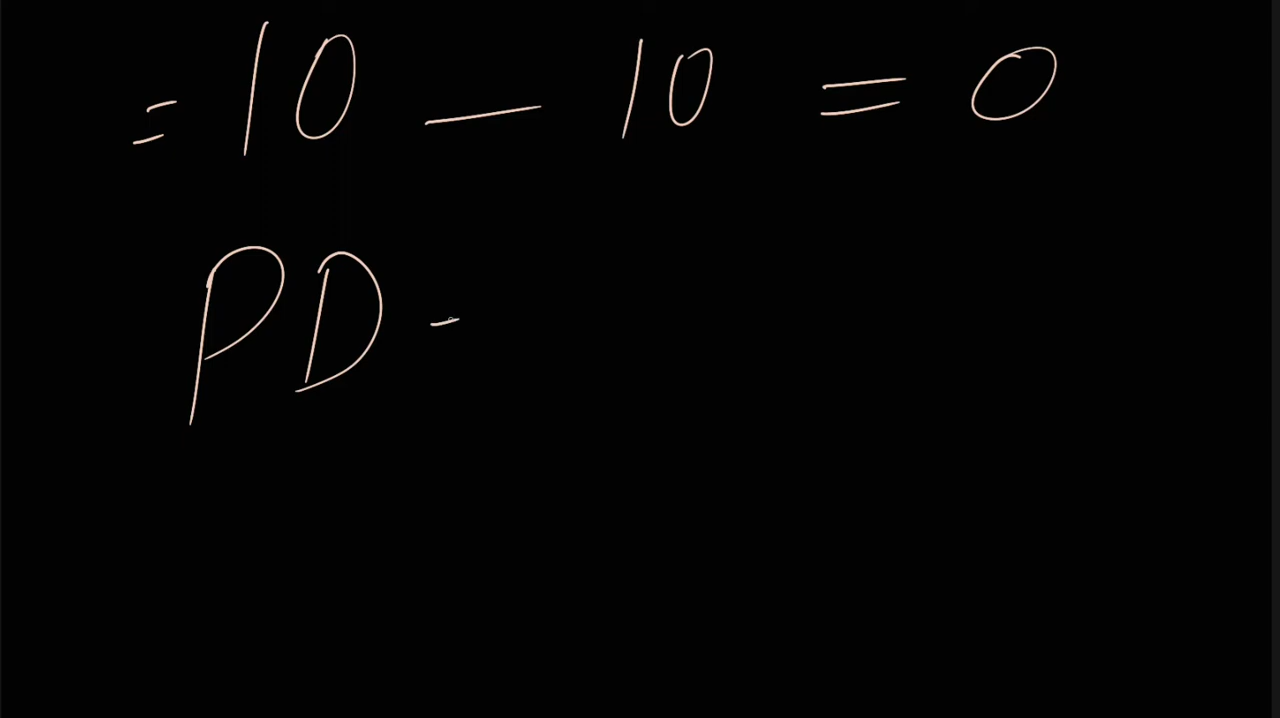 = 10 - 10 = 0
PD -